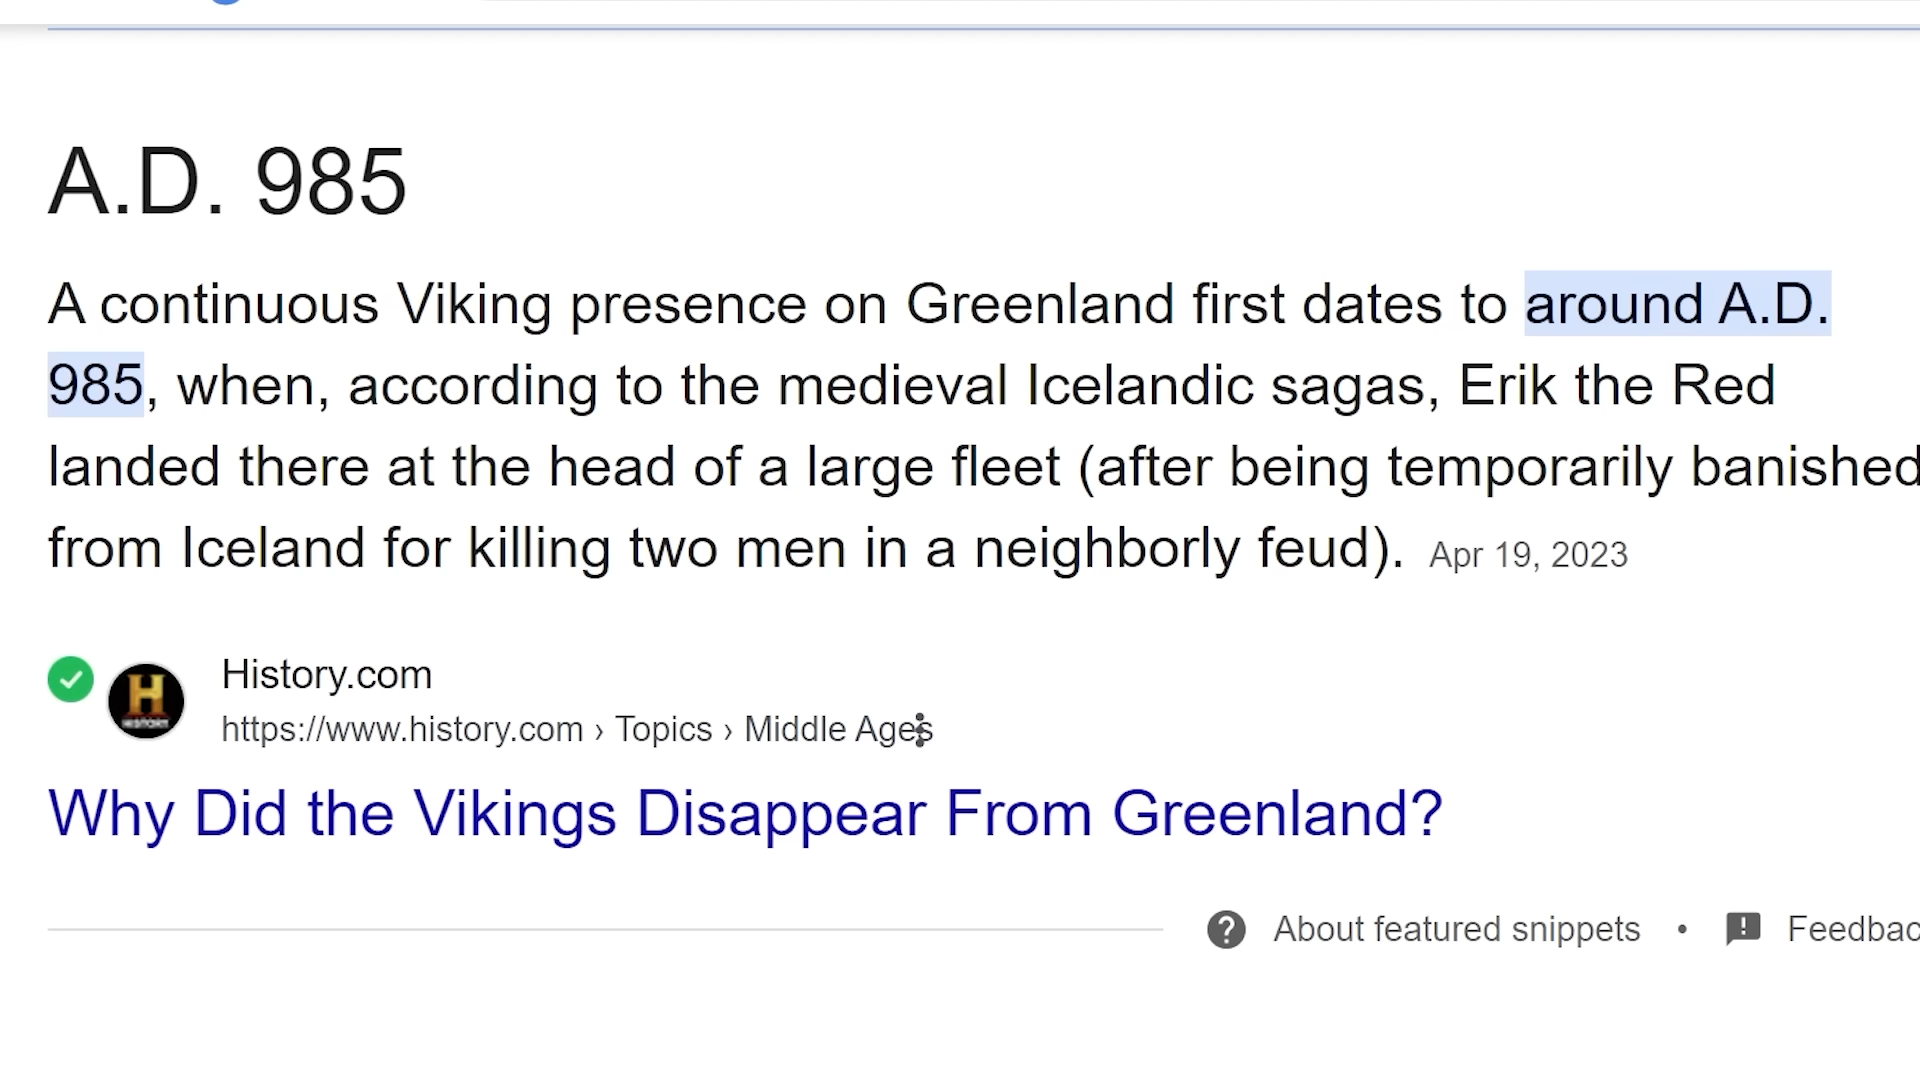 A.D. 985
A continuous Viking presence on Greenland first dates to around A.D.
985, when, according to the medieval Icelandic sagas, Erik the Red
landed there at the head of a large fleet (after being temporarily banished
from Iceland for killing two men in a neighborly feud). Apr 19, 2023
H
HISTORY
History.com
https://www.history.com › Topics › Middle Ages
Why Did the Vikings Disappear From Greenland?
About featured snippets • Feedbac